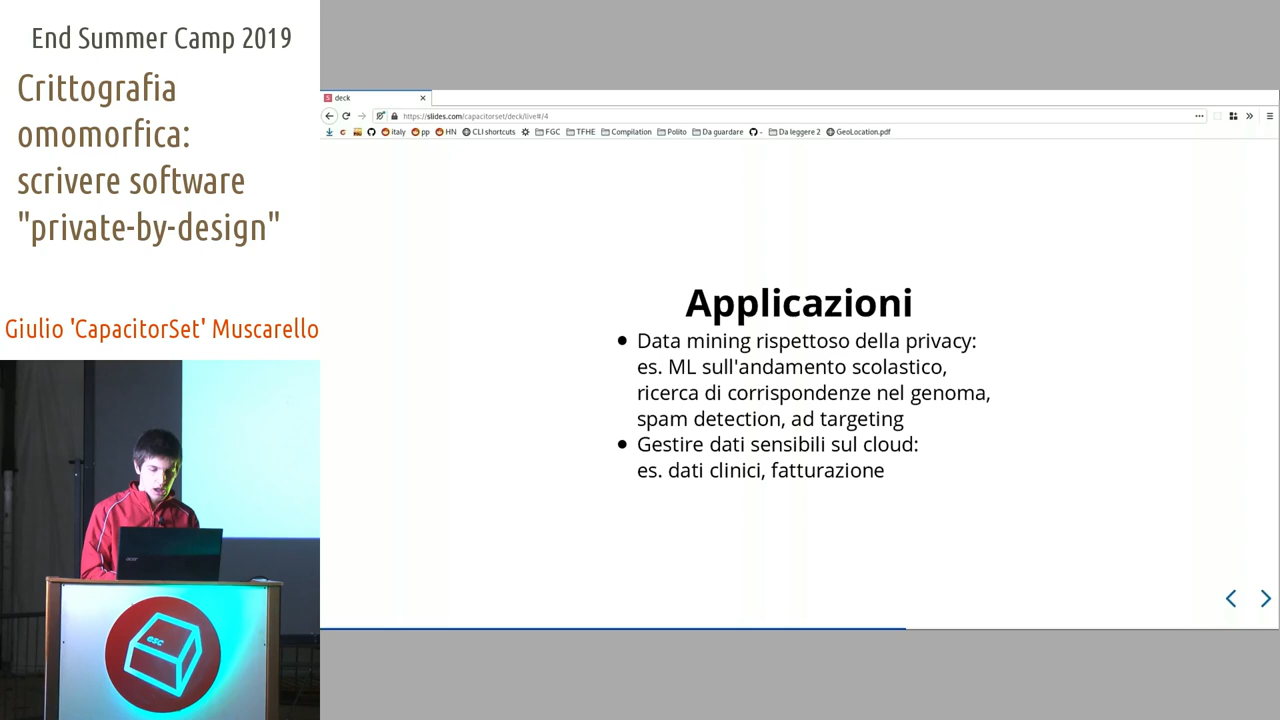 End Summer Camp 2019
Crittografia
omomorfica:
scrivere software
"private-by-design"
Giulio 'CapacitorSet' Muscarello
deck
https://slides.com/capacitorset/deck/live#/4
italy pp HN CLI shortcuts FGC TFHE Compilation Polito Da guardare - Da leggere 2 GeoLocation.pdf
Applicazioni
Data mining rispettoso della privacy:
es. ML sull'andamento scolastico,
ricerca di corrispondenze nel genoma,
spam detection, ad targeting
Gestire dati sensibili sul cloud:
es. dati clinici, fatturazione
acer
esc